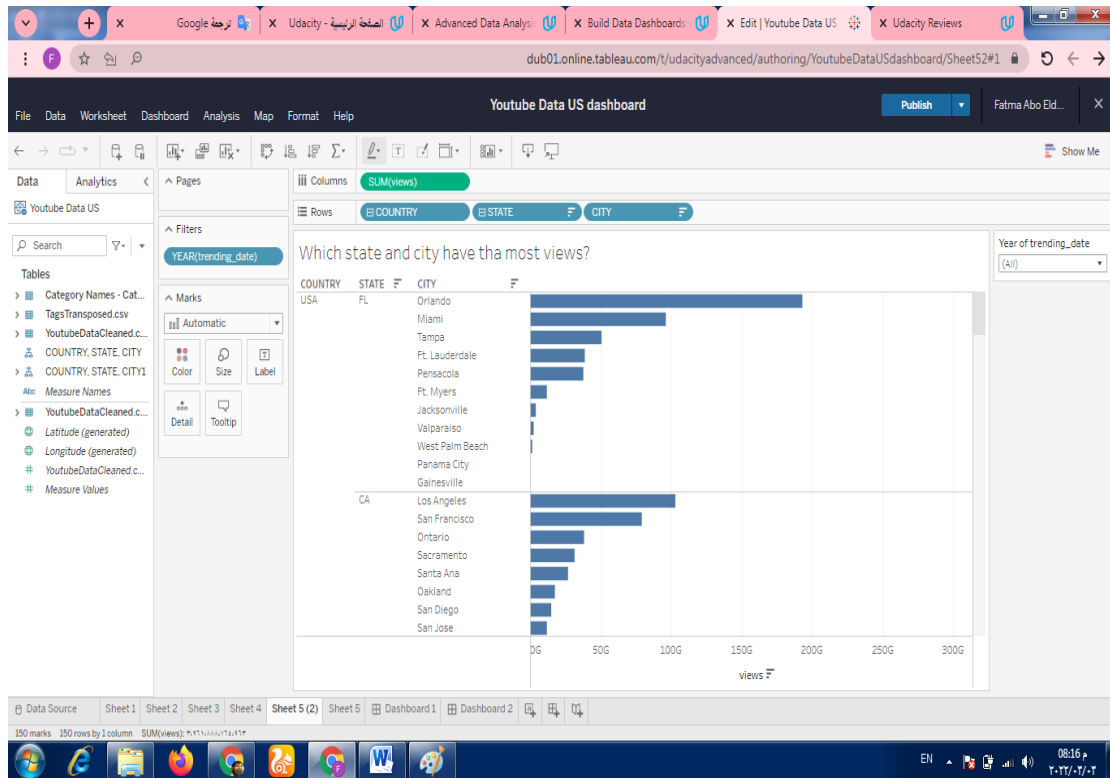 ترجمة Google
Udacity - الصفحة الرئيسية
Advanced Data Analysi
Build Data Dashboards
Edit | Youtube Data US
Udacity Reviews
F
dub01.online.tableau.com/t/udacityadvanced/authoring/YoutubeDataUSdashboard/Sheet52#1
Youtube Data US dashboard
Publish
Fatma Abo Eld...
File Data Worksheet Dashboard Analysis Map Format Help
Show Me
Data Analytics
Pages
Columns SUM(views)
Youtube Data US
Rows COUNTRY STATE CITY
Filters
Search
YEAR(trending_date)
Which state and city have tha most views?
Year of trending_date
(All)
Tables
Category Names - Cat...
TagsTransposed.csv
YoutubeDataCleaned.c...
COUNTRY, STATE, CITY
COUNTRY, STATE, CITY1
Abc Measure Names
YoutubeDataCleaned.c...
Latitude (generated)
Longitude (generated)
# YoutubeDataCleaned.c...
# Measure Values
Marks
Automatic
Color Size Label
Detail Tooltip
COUNTRY STATE CITY
USA FL Orlando
Miami
Tampa
Ft. Lauderdale
Pensacola
Ft. Myers
Jacksonville
Valparaiso
West Palm Beach
Panama City
Gainesville
CA Los Angeles
San Francisco
Ontario
Sacramento
Santa Ana
Oakland
San Diego
San Jose
0G 50G 100G 150G 200G 250G 300G
views
Data Source Sheet 1 Sheet 2 Sheet 3 Sheet 4 Sheet 5 (2) Sheet 5 Dashboard 1 Dashboard 2
150 marks 150 rows by 1 column SUM(views):
EN
08:16 م
٢٠٢٢/٠٣/٠٣